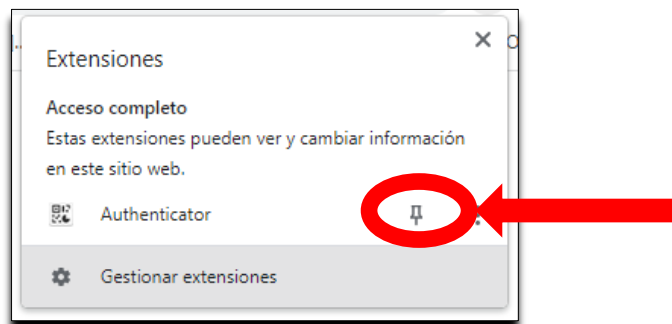 Extensiones
Acceso completo
Estas extensiones pueden ver y cambiar información
en este sitio web.
Authenticator
Gestionar extensiones